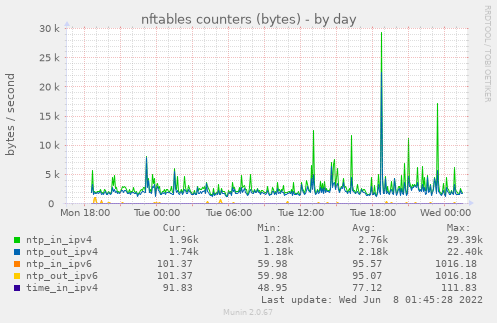 nftables counters (bytes) - by day
RRDTOOL / TOBI OETIKER
bytes / second
30 k
25 k
20 k
15 k
10 k
5 k
0
Mon 18:00 Tue 00:00 Tue 06:00 Tue 12:00 Tue 18:00 Wed 00:00
Cur: Min: Avg: Max:
ntp_in_ipv4 1.96k 1.28k 2.76k 29.39k
ntp_out_ipv4 1.74k 1.18k 2.18k 22.40k
ntp_in_ipv6 101.37 59.98 95.57 1016.18
ntp_out_ipv6 101.37 59.98 95.07 1016.18
time_in_ipv4 91.83 48.95 77.12 111.83
Last update: Wed Jun 8 01:45:28 2022
Munin 2.0.67